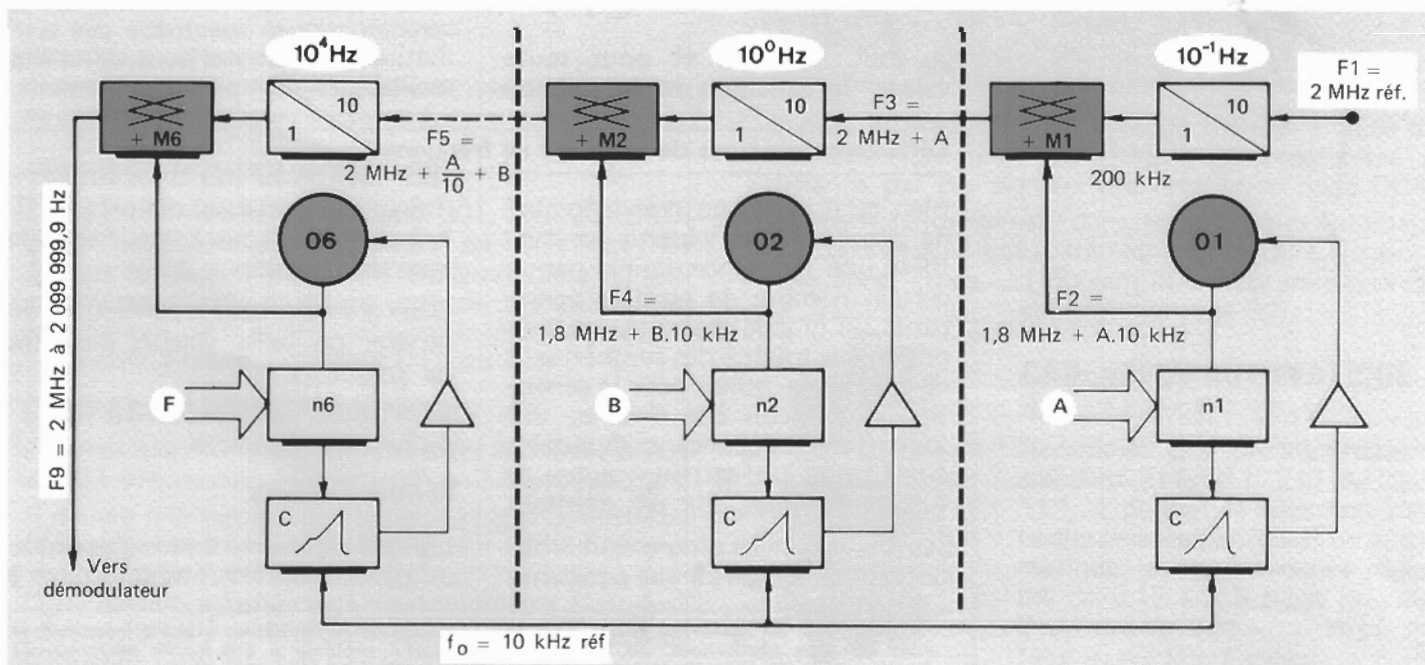 10⁴Hz
10⁰Hz
10⁻¹Hz
F1 =
2 MHz réf.
+ M6
10
1
F5 =
2 MHz + A/10 + B
+ M2
10
1
F3 =
2 MHz + A
+ M1
10
1
200 kHz
O6
O2
O1
F4 =
1,8 MHz + B.10 kHz
F2 =
1,8 MHz + A.10 kHz
F9 = 2 MHz à 2 099 999,9 Hz
F
n6
B
n2
A
n1
C
C
C
Vers
démodulateur
f₀ = 10 kHz réf